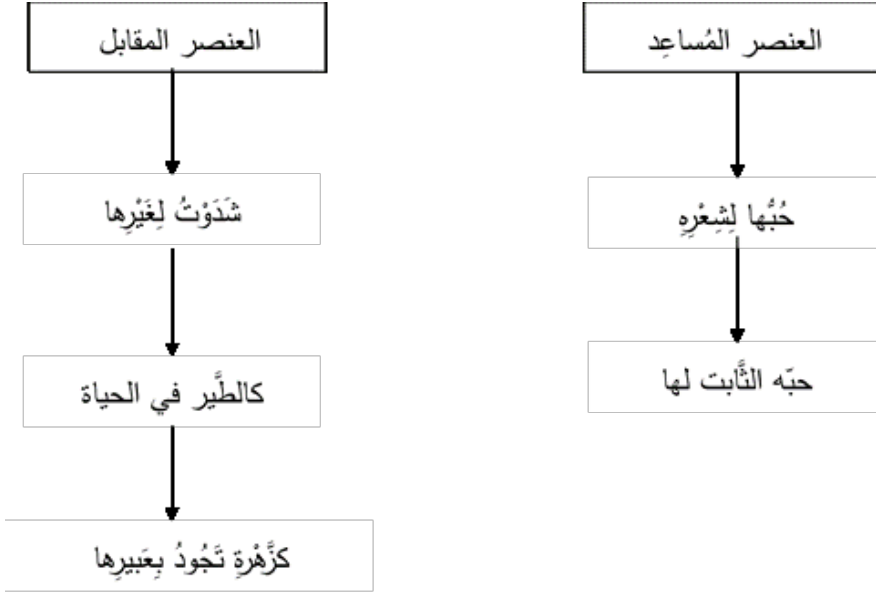 العنصر المُساعِد
العنصر المقابل
حُبُّها لِشِعْرِهِ
شَدَوْتُ لِغَيْرِها
حبّه الثَّابت لها
كالطَّير في الحياة
كزَّهْرةِ تَجُودُ بِعَبيرِها